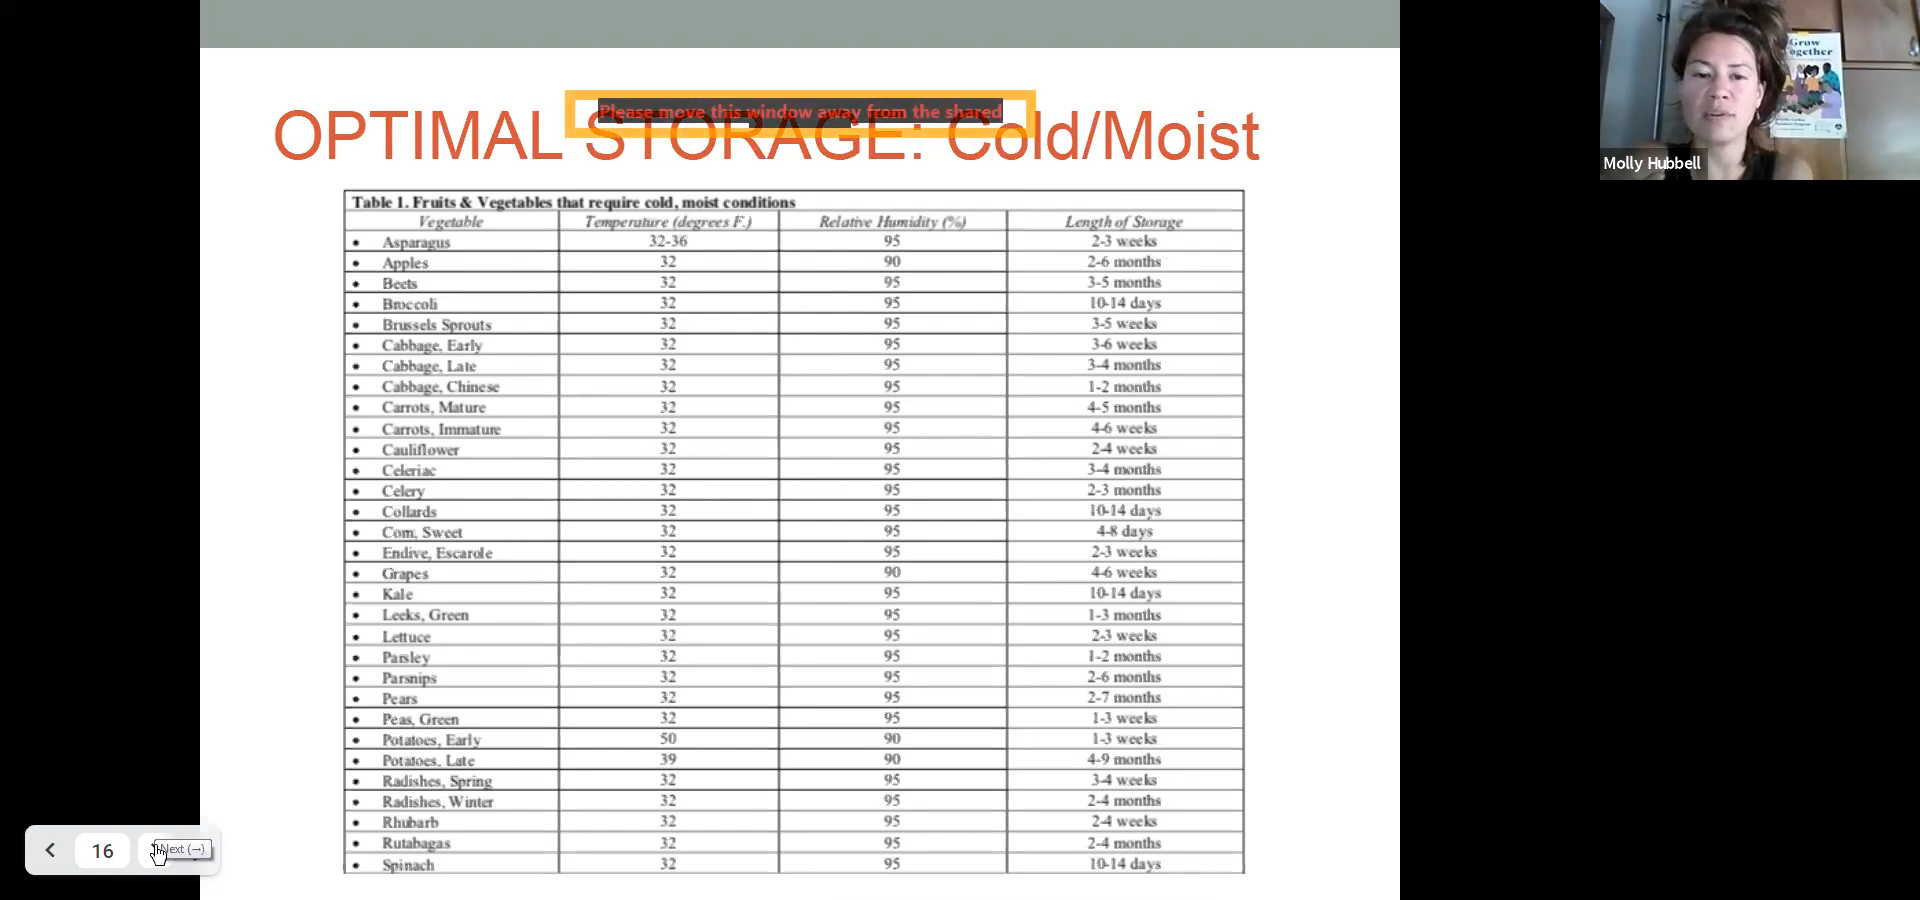 Please move this window away from the shared
OPTIMAL STORAGE: Cold/Moist
Table 1. Fruits & Vegetables that require cold, moist conditions
Vegetable Temperature (degrees F.) Relative Humidity (%) Length of Storage
• Asparagus 32-36 95 2-3 weeks
• Apples 32 90 2-6 months
• Beets 32 95 3-5 months
• Broccoli 32 95 10-14 days
• Brussels Sprouts 32 95 3-5 weeks
• Cabbage, Early 32 95 3-6 weeks
• Cabbage, Late 32 95 3-4 months
• Cabbage, Chinese 32 95 1-2 months
• Carrots, Mature 32 95 4-5 months
• Carrots, Immature 32 95 4-6 weeks
• Cauliflower 32 95 2-4 weeks
• Celeriac 32 95 3-4 months
• Celery 32 95 2-3 months
• Collards 32 95 10-14 days
• Corn, Sweet 32 95 4-8 days
• Endive, Escarole 32 95 2-3 weeks
• Grapes 32 90 4-6 weeks
• Kale 32 95 10-14 days
• Leeks, Green 32 95 1-3 months
• Lettuce 32 95 2-3 weeks
• Parsley 32 95 1-2 months
• Parsnips 32 95 2-6 months
• Pears 32 95 2-7 months
• Peas, Green 32 95 1-3 weeks
• Potatoes, Early 50 90 1-3 weeks
• Potatoes, Late 39 90 4-9 months
• Radishes, Spring 32 95 3-4 weeks
• Radishes, Winter 32 95 2-4 months
• Rhubarb 32 95 2-4 weeks
• Rutabagas 32 95 2-4 months
• Spinach 32 95 10-14 days
16
Next (→)
Grow
Together
Molly Hubbell